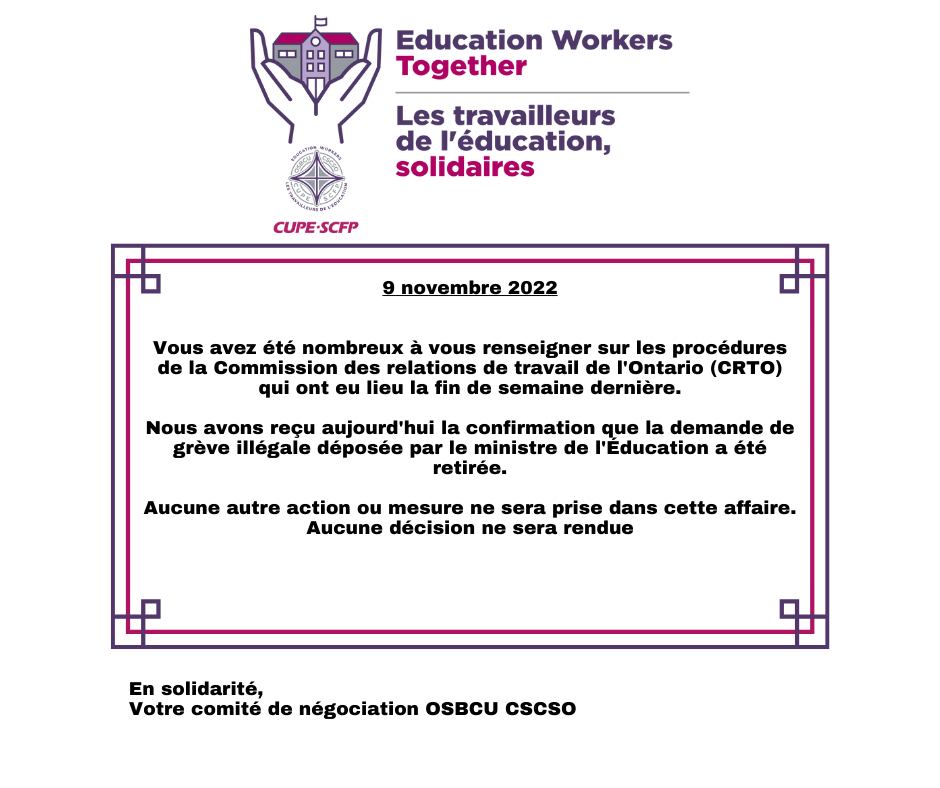 Education Workers
Together
Les travailleurs
de l'éducation,
solidaires
EDUCATION WORKERS
OSBCU CSCSO
CUPE SCFP
LES TRAVAILLEURS DE L'ÉDUCATION
CUPE·SCFP
9 novembre 2022
Vous avez été nombreux à vous renseigner sur les procédures
de la Commission des relations de travail de l'Ontario (CRTO)
qui ont eu lieu la fin de semaine dernière.
Nous avons reçu aujourd'hui la confirmation que la demande de
grève illégale déposée par le ministre de l'Éducation a été
retirée.
Aucune autre action ou mesure ne sera prise dans cette affaire.
Aucune décision ne sera rendue
En solidarité,
Votre comité de négociation OSBCU CSCSO